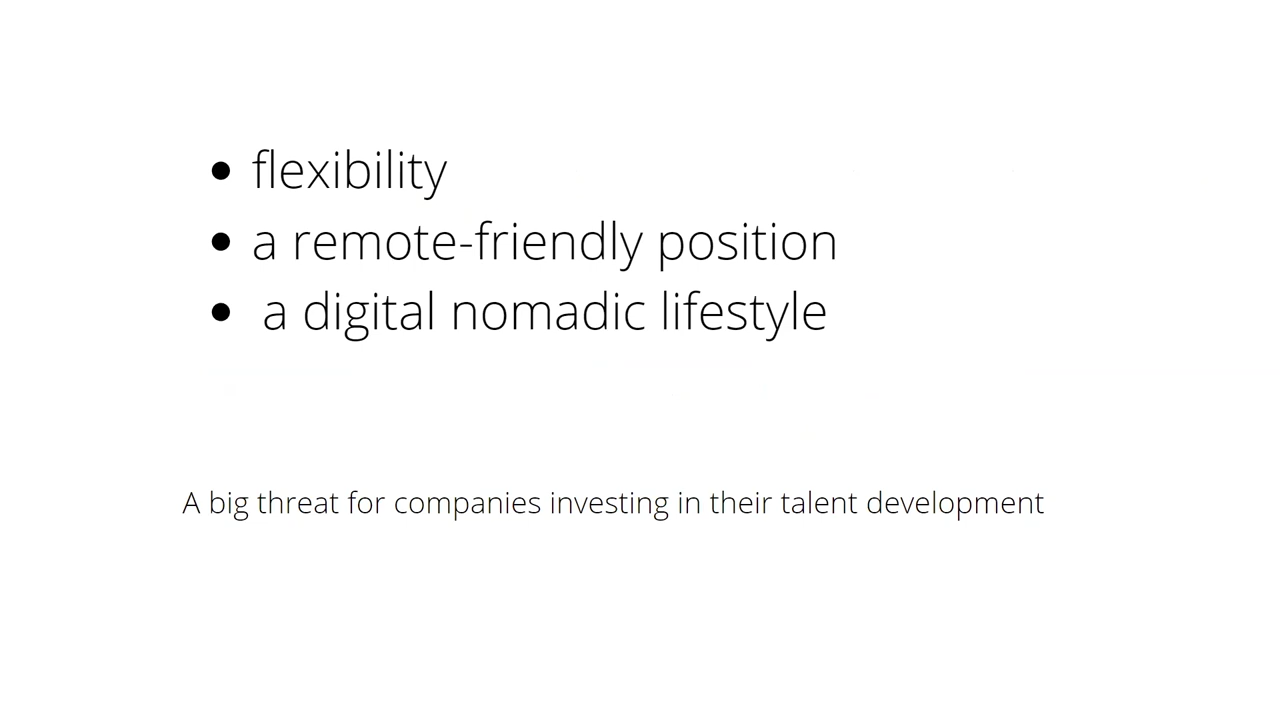 • flexibility
• a remote-friendly position
• a digital nomadic lifestyle
A big threat for companies investing in their talent development